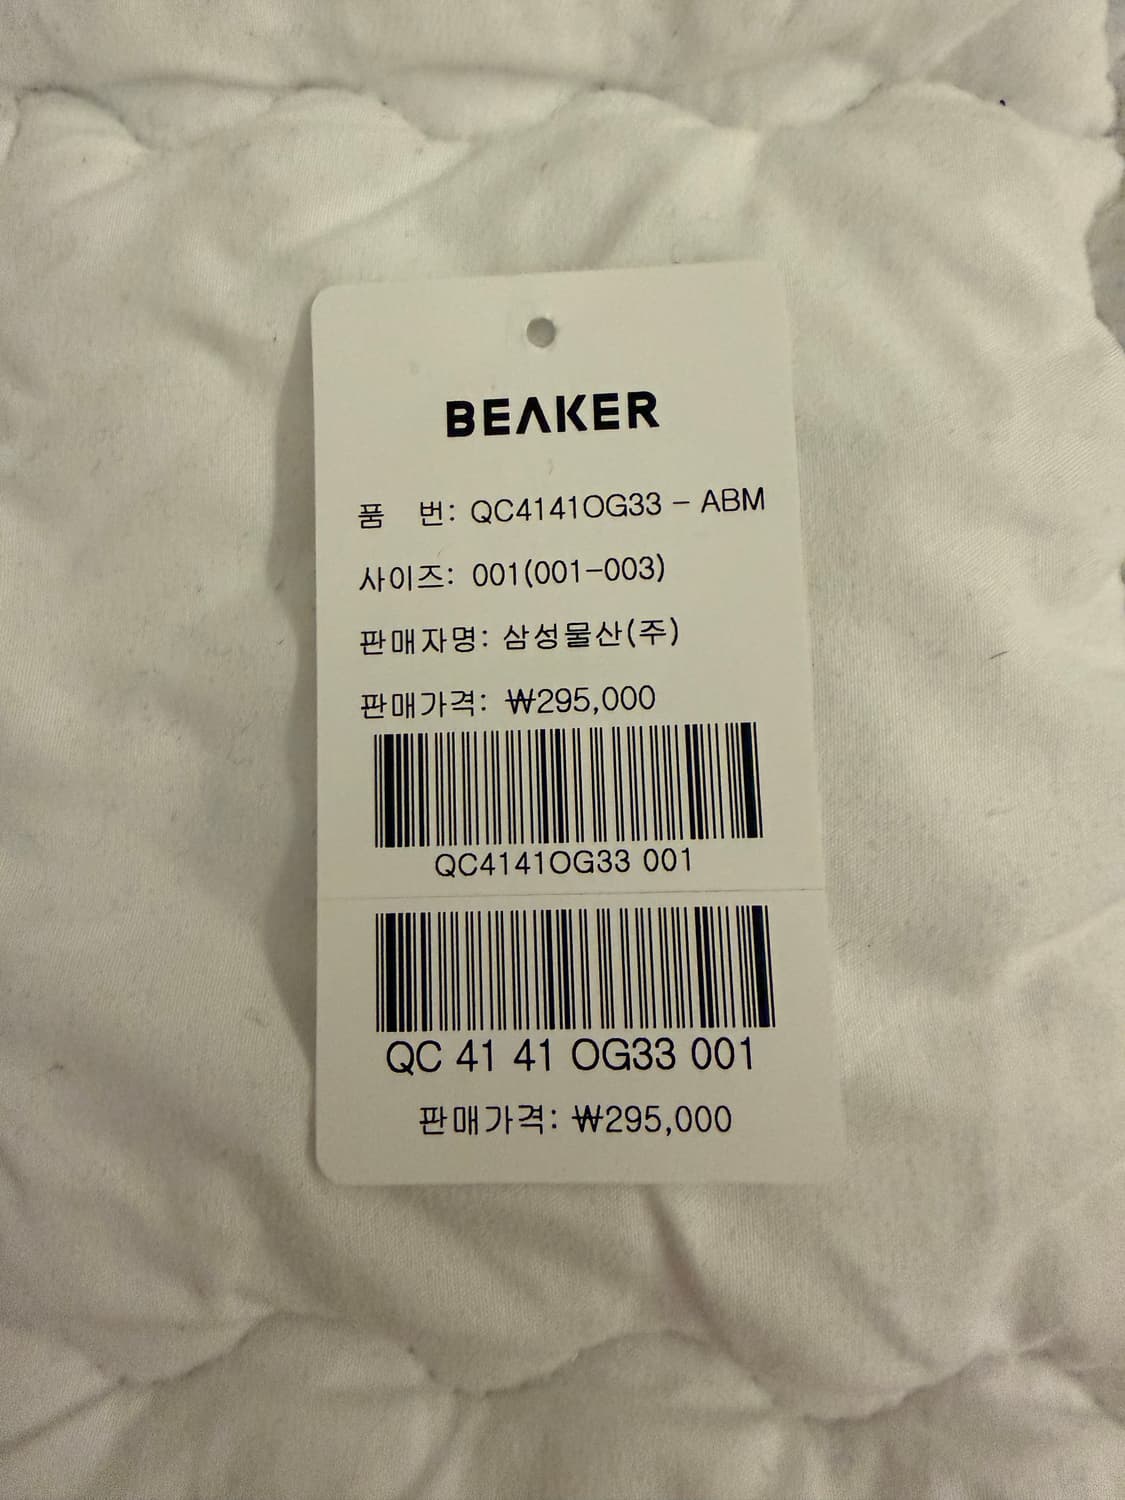 BEAKER
품 번: QC4141OG33 - ABM
사이즈: 001(001-003)
판매자명: 삼성물산(주)
판매가격: ₩295,000
QC4141OG33 001
QC 41 41 OG33 001
판매가격: ₩295,000